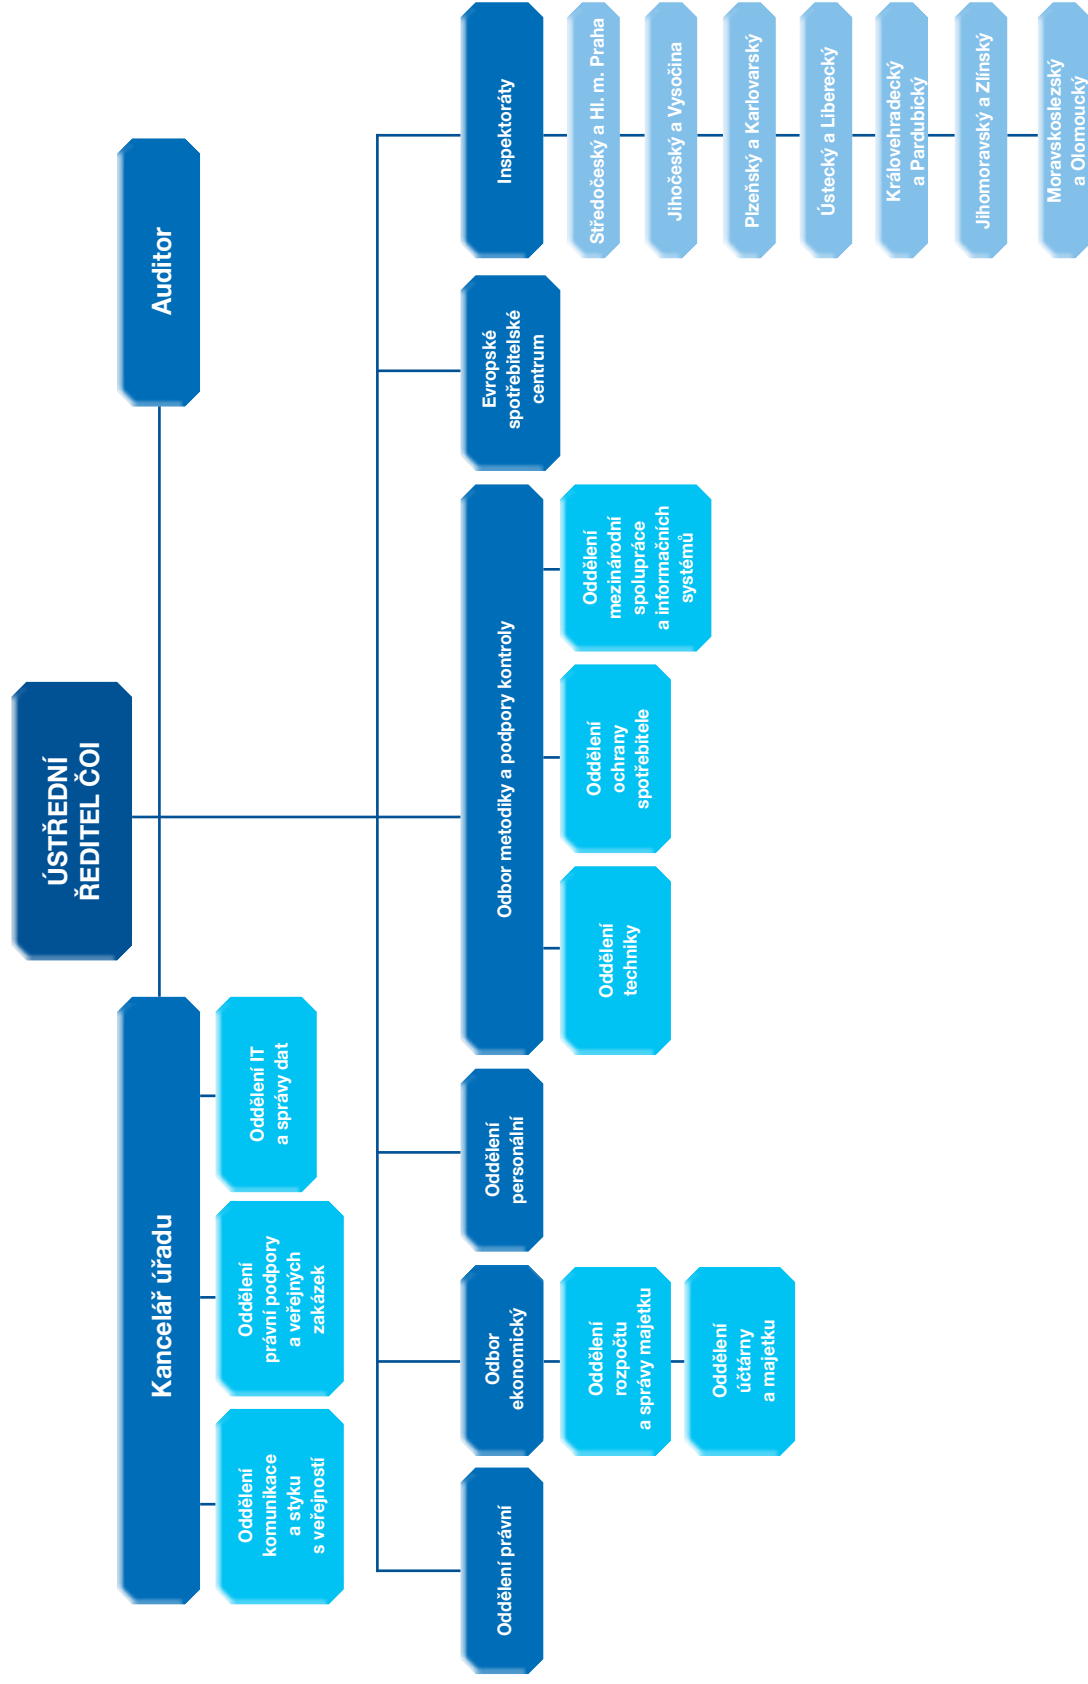 ÚSTŘEDNÍ
ŘEDITEL ČOI
Kancelář úřadu
Auditor
Oddělení
komunikace
a styku
s veřejností
Oddělení
právní podpory
a veřejných
zakázek
Oddělení IT
a správy dat
Oddělení právní
Odbor
ekonomický
Oddělení
rozpočtu
a správy majetku
Oddělení
účtárny
a majetku
Oddělení
personální
Odbor metodiky a podpory kontroly
Oddělení
techniky
Oddělení
ochrany
spotřebitele
Oddělení
mezinárodní
spolupráce
a informačních
systémů
Evropské
spotřebitelské
centrum
Inspektoráty
Středočeský a Hl. m. Praha
Jihočeský a Vysočina
Plzeňský a Karlovarský
Ústecký a Liberecký
Královehradecký
a Pardubický
Jihomoravský a Zlínský
Moravskoslezský
a Olomoucký